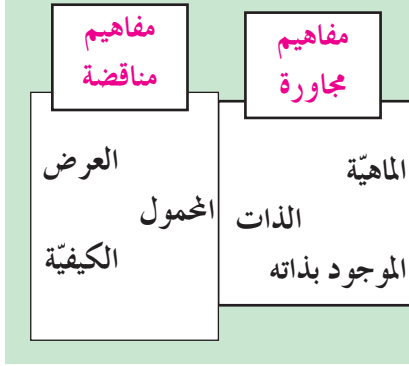 مفاهيم
مجاورة
الماهيّة
الذات
الموجود بذاته
مفاهيم
مناقضة
العرض
المحمول
الكيفيّة